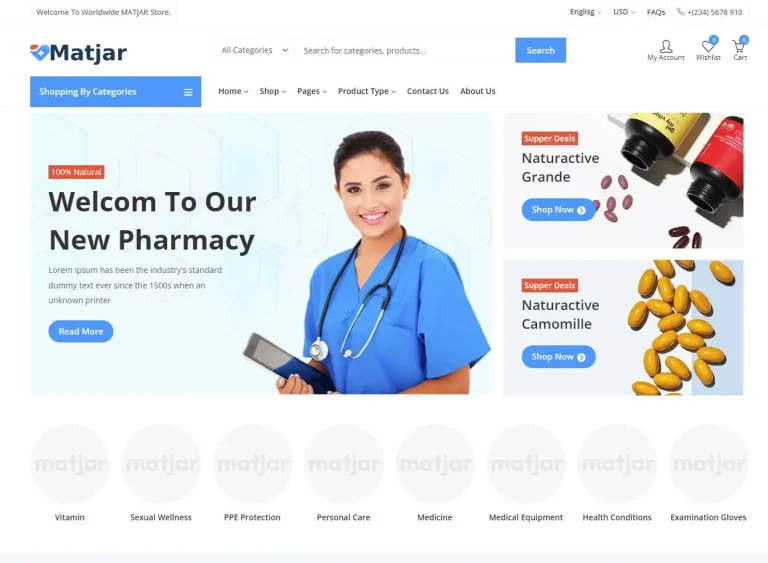 Welcome To Worldwide MATJAR Store.
Englisg
USD
FAQs
+(234) 5678 910
Matjar
All Categories
Search for categories, products...
Search
0
0
My Account
Wishlist
Cart
Shopping By Categories
Home
Shop
Pages
Product Type
Contact Us
About Us
100% Natural
Welcom To Our
New Pharmacy
Lorem Ipsum has been the industry's standard
dummy text ever since the 1500s when an
unknown printer
Read More
Supper Deals
Naturactive
Grande
Shop Now
Supper Deals
Naturactive
Camomille
Shop Now
matjar
matjar
matjar
matjar
matjar
matjar
matjar
matjar
Vitamin
Sexual Wellness
PPE Protection
Personal Care
Medicine
Medical Equipment
Health Conditions
Examination Gloves